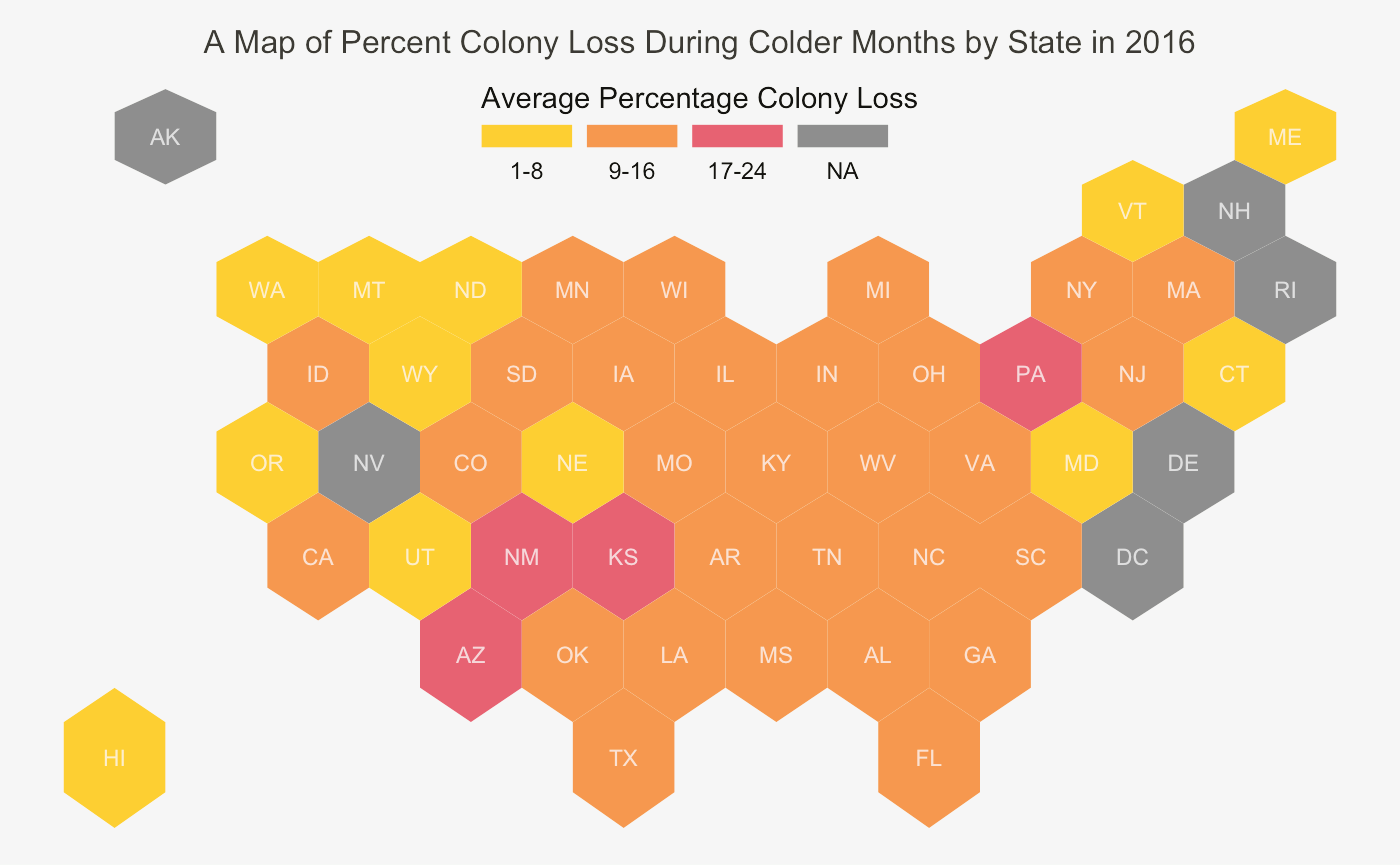 A Map of Percent Colony Loss During Colder Months by State in 2016
Average Percentage Colony Loss
1-8 9-16 17-24 NA
AK ME
VT NH
WA MT ND MN WI MI NY MA RI
ID WY SD IA IL IN OH PA NJ CT
OR NV CO NE MO KY WV VA MD DE
CA UT NM KS AR TN NC SC DC
AZ OK LA MS AL GA
HI TX FL